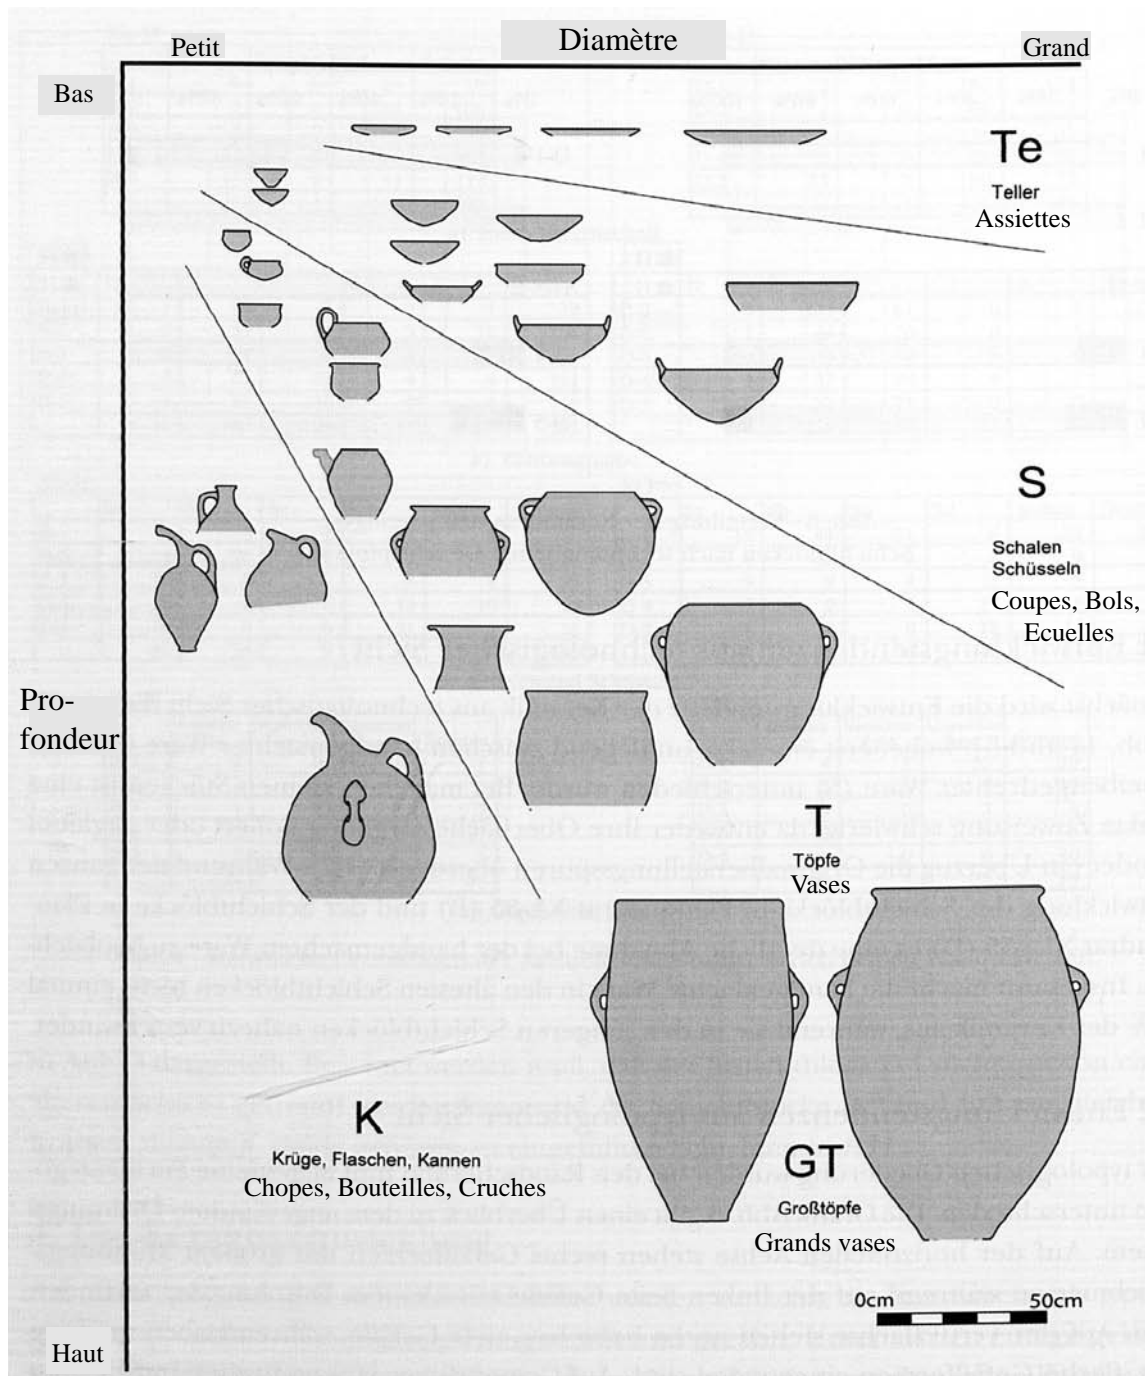 Petit
Diamètre
Grand
Bas
Te
Teller
Assiettes
S
Schalen
Schüsseln
Coupes, Bols,
Ecuelles
Pro-
fondeur
T
Töpfe
Vases
K
Krüge, Flaschen, Kannen
Chopes, Bouteilles, Cruches
GT
Großtöpfe
Grands vases
0cm 50cm
Haut